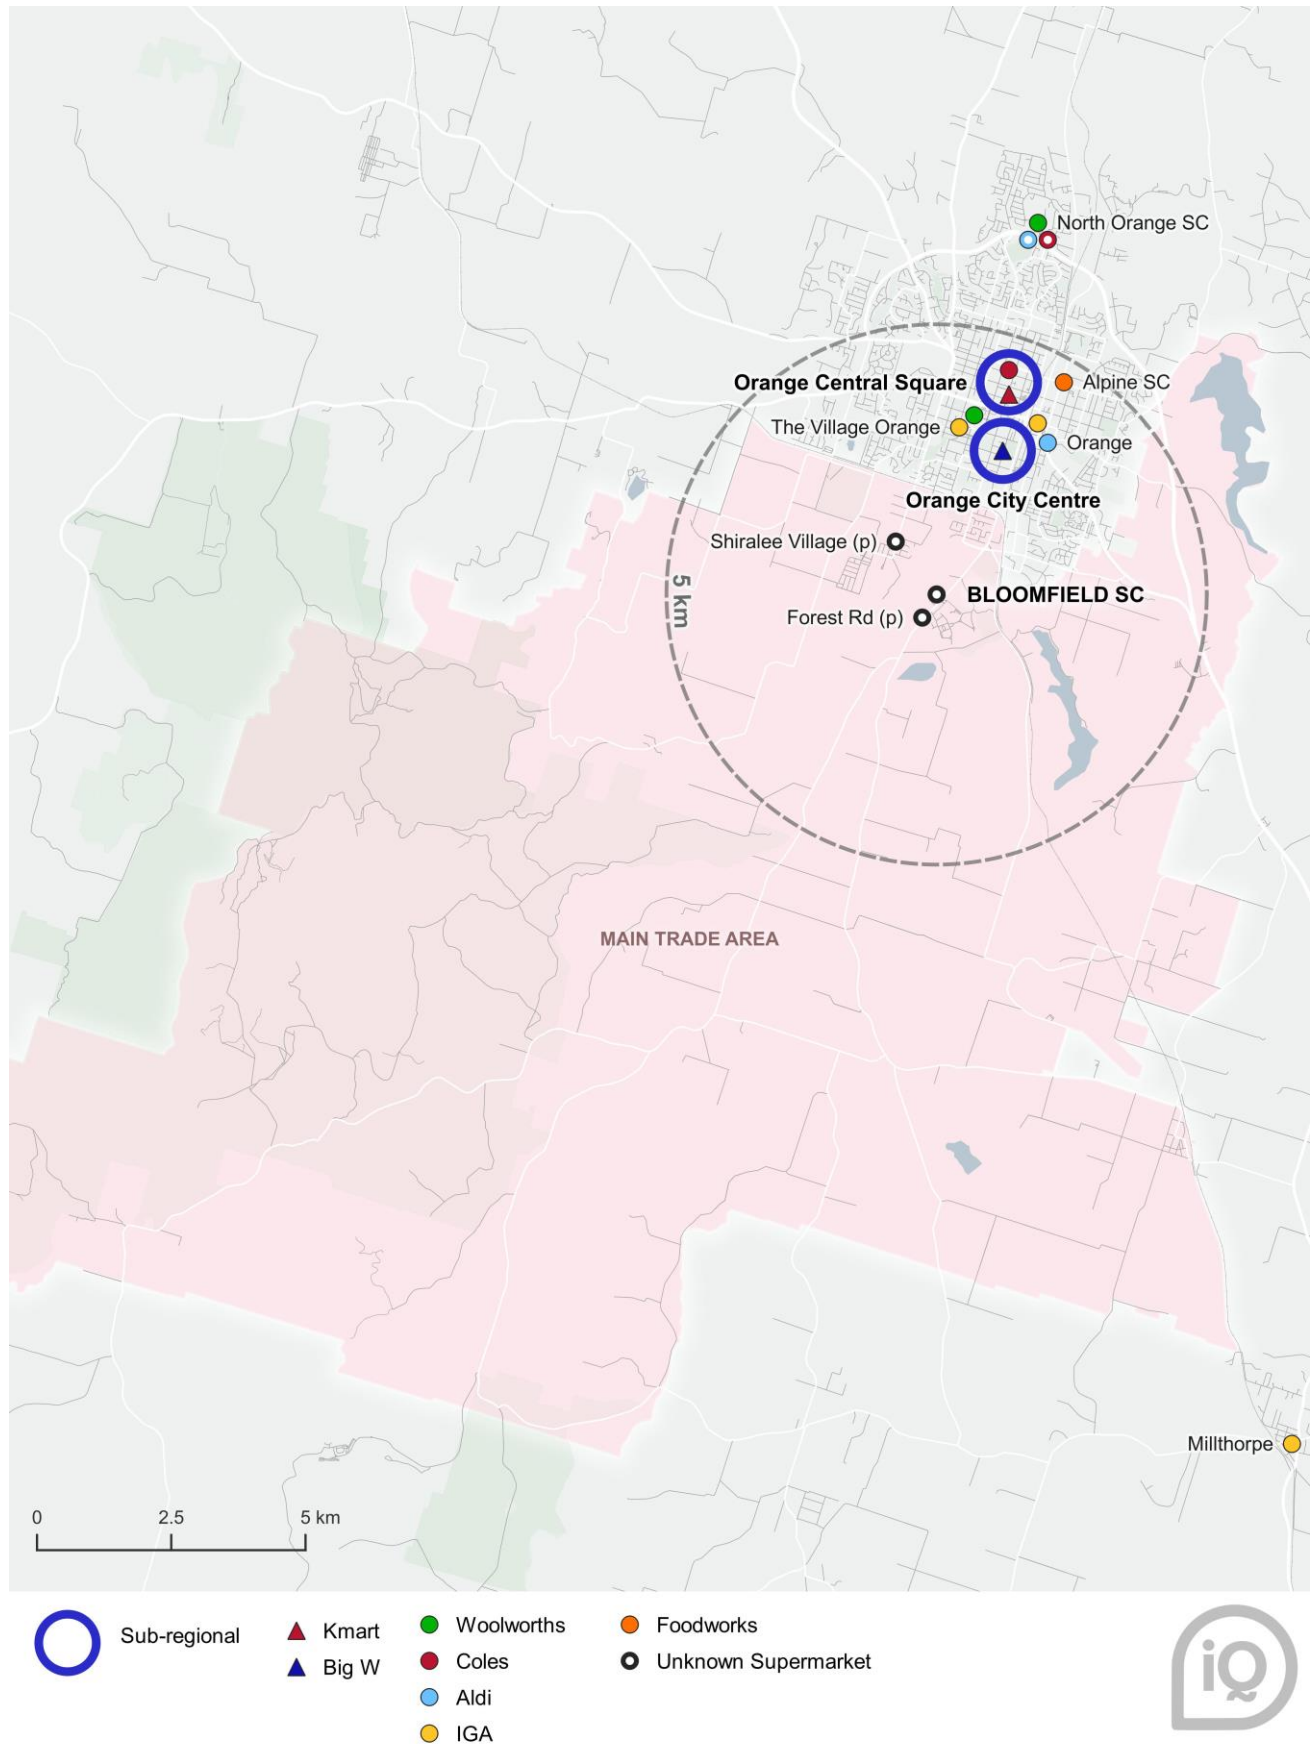 North Orange SC
Orange Central Square
Alpine SC
The Village Orange
Orange
Orange City Centre
Shiralee Village (p)
5 km
BLOOMFIELD SC
Forest Rd (p)
MAIN TRADE AREA
Millthorpe
0 2.5 5 km
Sub-regional
Kmart
Big W
Woolworths
Coles
Aldi
IGA
Foodworks
Unknown Supermarket
iQ